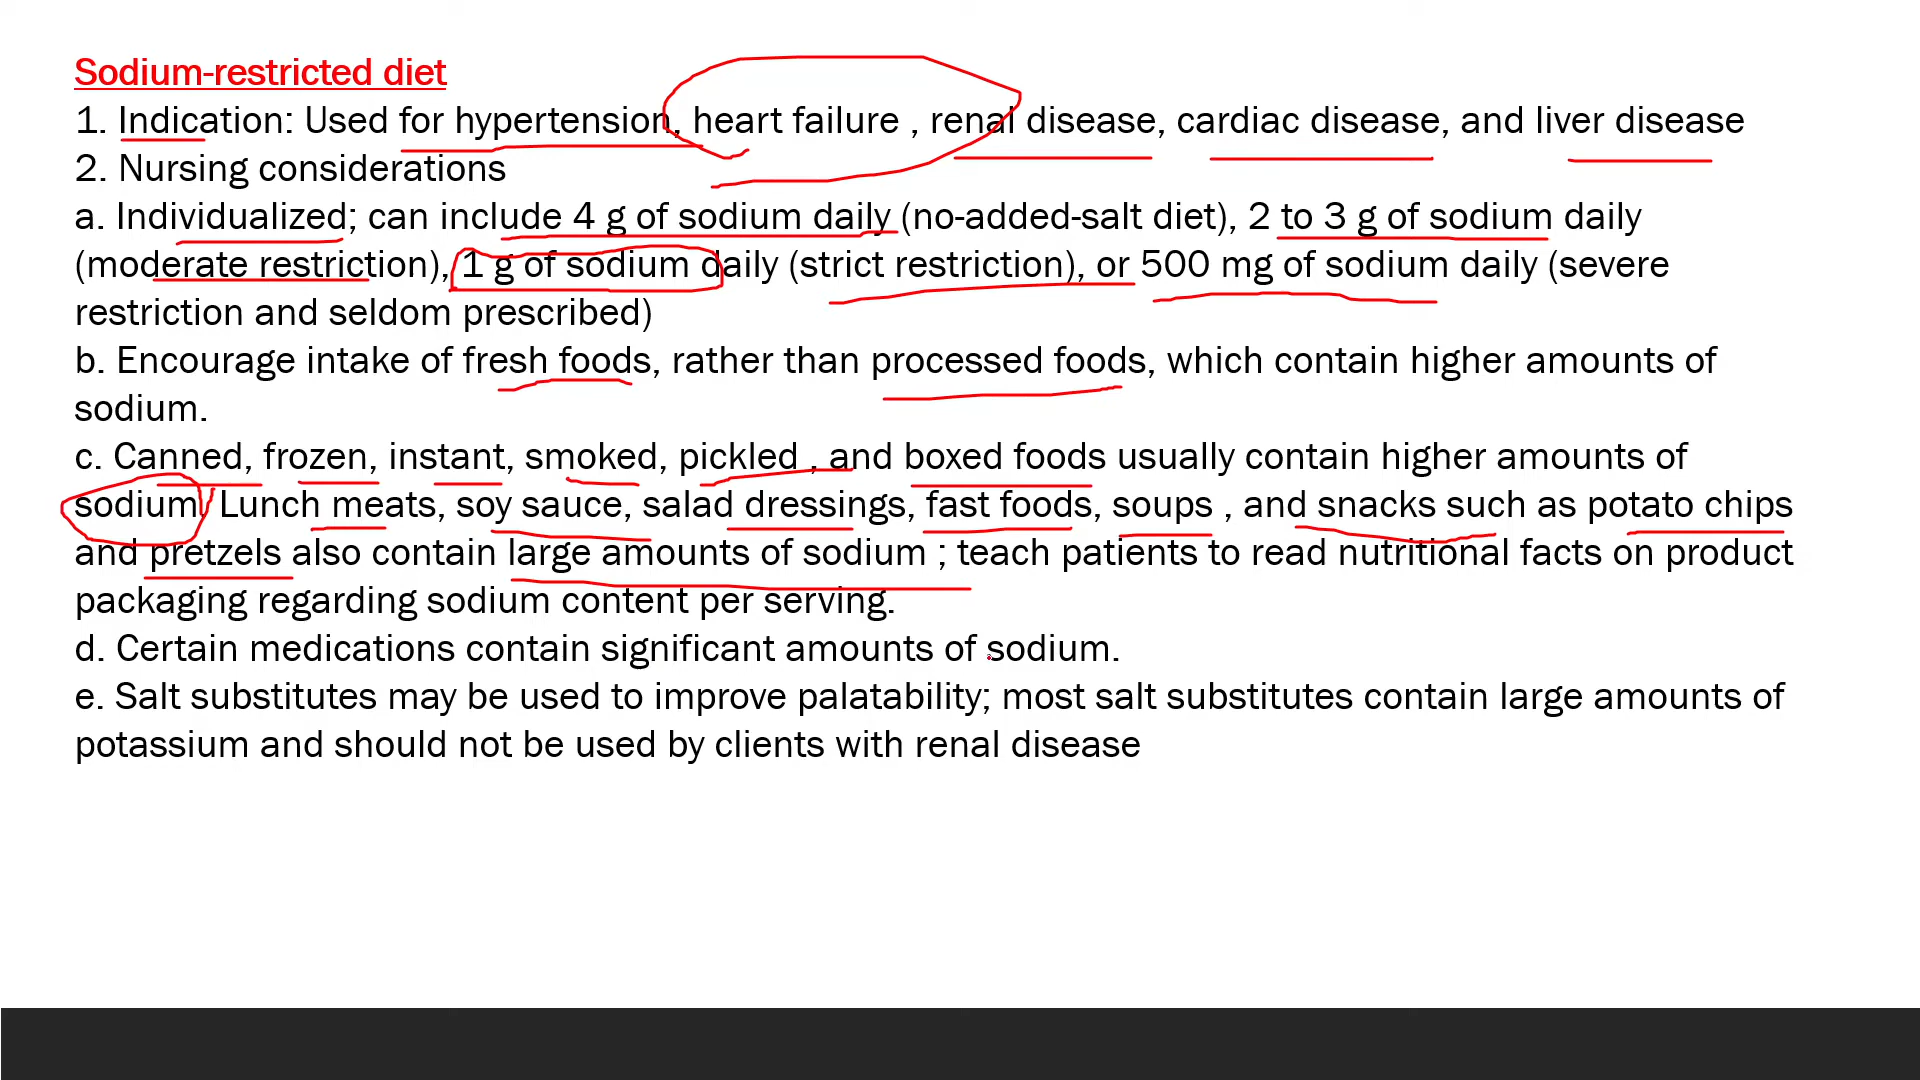 Sodium-restricted diet
1. Indication: Used for hypertension, heart failure , renal disease, cardiac disease, and liver disease
2. Nursing considerations
a. Individualized; can include 4 g of sodium daily (no-added-salt diet), 2 to 3 g of sodium daily
(moderate restriction), 1 g of sodium daily (strict restriction), or 500 mg of sodium daily (severe
restriction and seldom prescribed)
b. Encourage intake of fresh foods, rather than processed foods, which contain higher amounts of
sodium.
c. Canned, frozen, instant, smoked, pickled , and boxed foods usually contain higher amounts of
sodium. Lunch meats, soy sauce, salad dressings, fast foods, soups , and snacks such as potato chips
and pretzels also contain large amounts of sodium ; teach patients to read nutritional facts on product
packaging regarding sodium content per serving.
d. Certain medications contain significant amounts of sodium.
e. Salt substitutes may be used to improve palatability; most salt substitutes contain large amounts of
potassium and should not be used by clients with renal disease